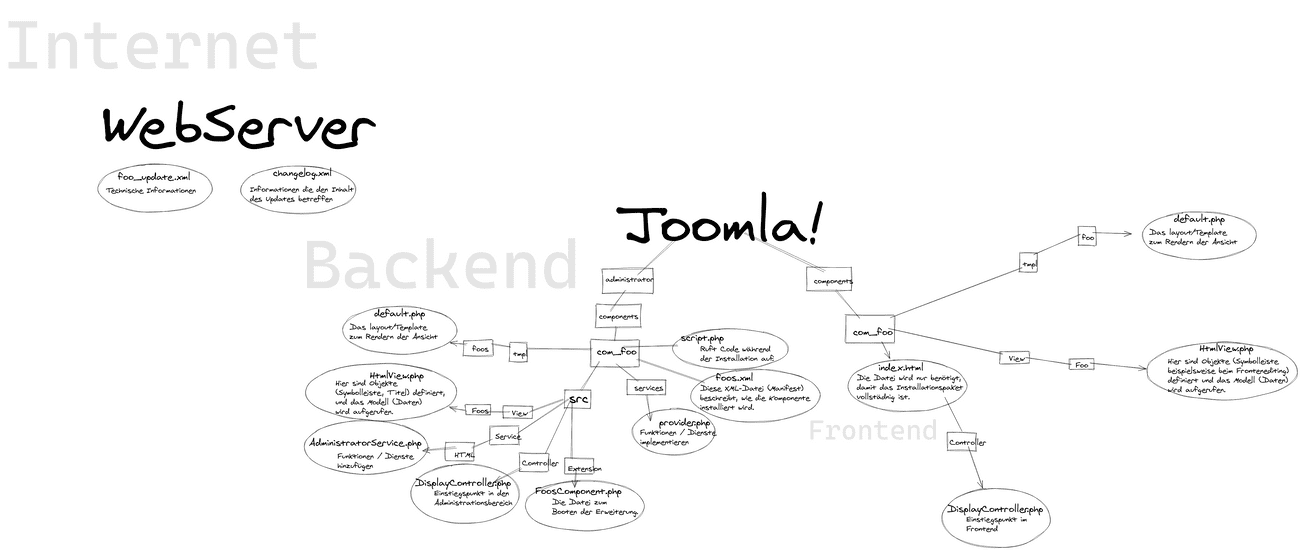 Internet
WebServer
foo_update.xml
Technische Informationen
changelog.xml
Informationen die den Inhalt
des Updates betreffen
Joomla!
Backend
administrator
components
com_foo
components
com_foo
tmpl
foo
default.php
Das layout/Template
zum Rendern der Ansicht
default.php
Das layout/Template
zum Rendern der Ansicht
foos
tmpl
script.php
Ruft Code während
der Installation auf
foos.xml
Diese XML-Datei (Manifest)
beschreibt, wie die Komponente
installiert wird.
services
provider.php
Funktionen / Dienste
implementieren
src
HtmlView.php
Hier sind Objekte
(Symbolleiste, Titel) definiert,
und das Modell (Daten)
wird aufgerufen.
Foos
View
AdministratorService.php
Funktionen / Dienste
hinzufügen
HTML
Service
DisplayController.php
Einstiegspunkt in den
Administrationsbereich
Controller
Extension
FoosComponent.php
Die Datei zum
Booten der Erweiterung.
index.html
Die Datei wird nur benötigt,
damit das Installationspaket
vollständig ist.
View
Foo
HtmlView.php
Hier sind Objekte (Symbolleiste
beispielsweise beim Frontenediting)
definiert und das Modell (Daten)
wird aufgerufen.
Frontend
Controller
DisplayController.php
Einstiegspunkt im
Frontend